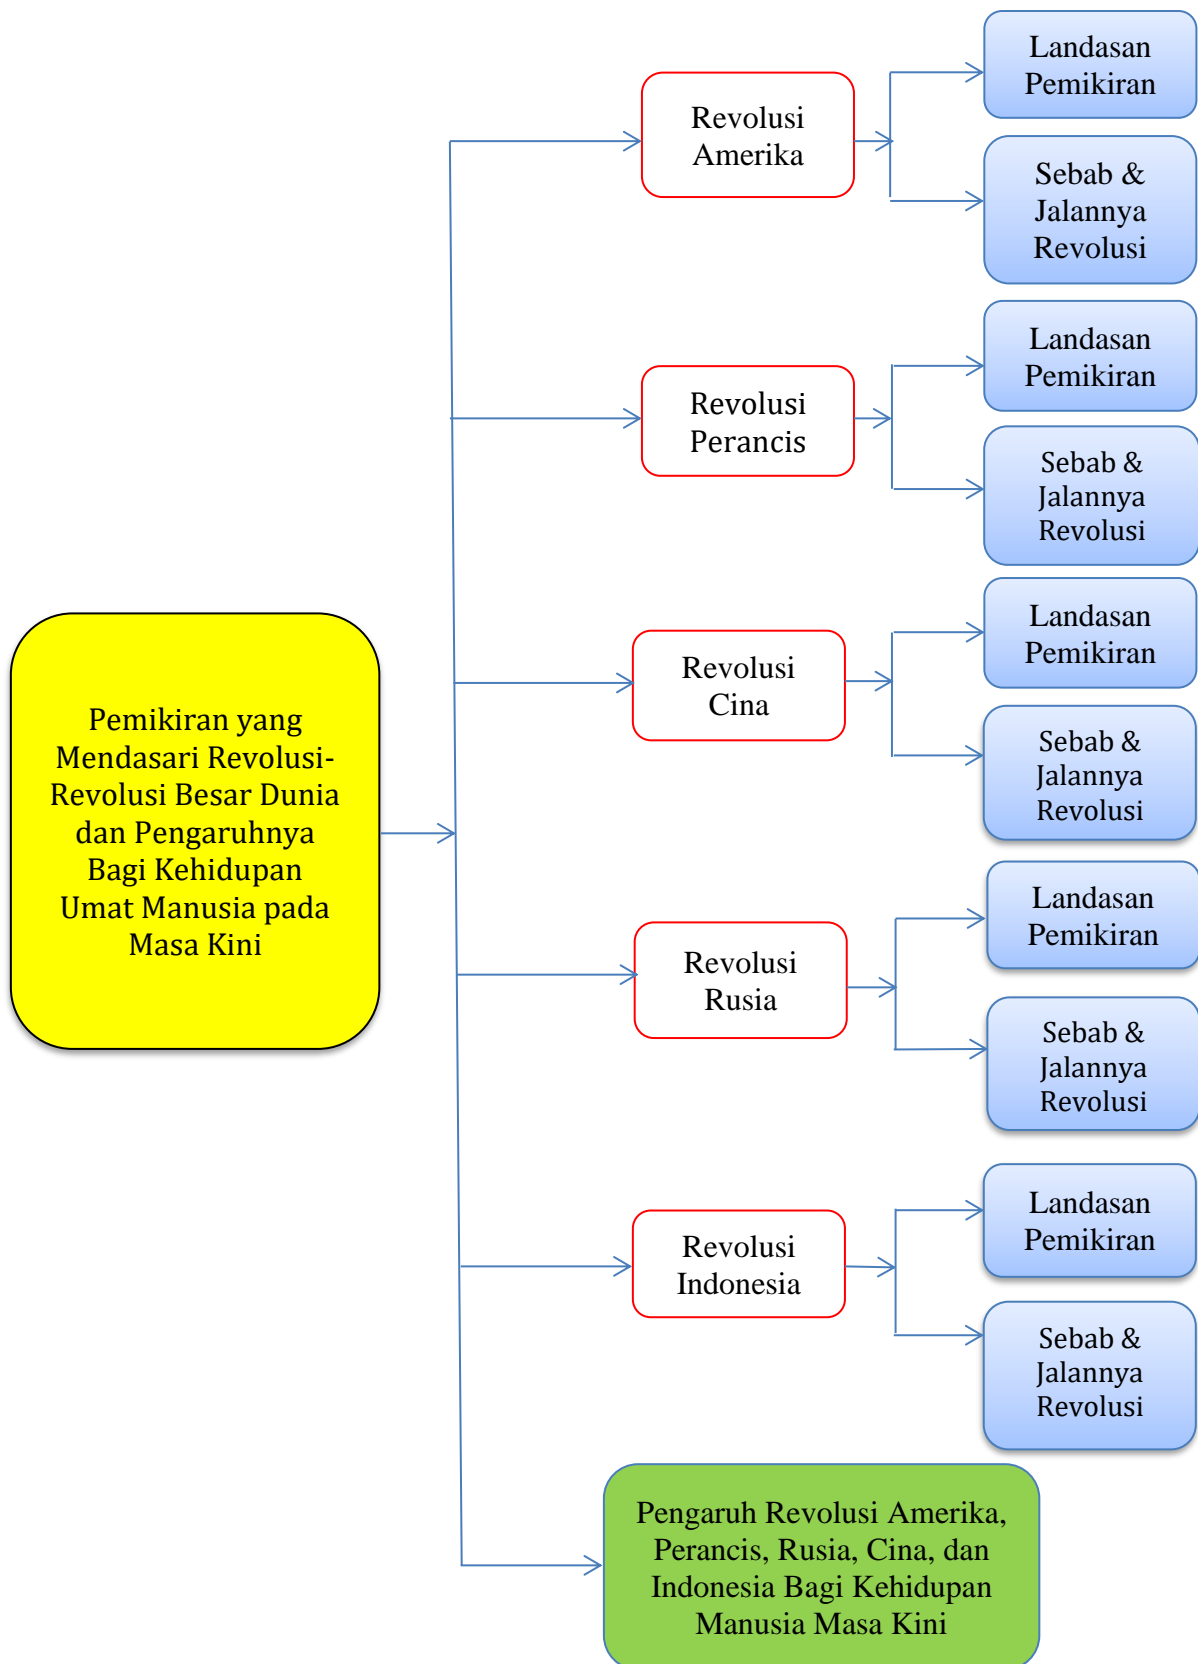 Pemikiran yang
Mendasari Revolusi-
Revolusi Besar Dunia
dan Pengaruhnya
Bagi Kehidupan
Umat Manusia pada
Masa Kini
Revolusi
Amerika
Landasan
Pemikiran
Sebab &
Jalannya
Revolusi
Revolusi
Perancis
Landasan
Pemikiran
Sebab &
Jalannya
Revolusi
Revolusi
Cina
Landasan
Pemikiran
Sebab &
Jalannya
Revolusi
Revolusi
Rusia
Landasan
Pemikiran
Sebab &
Jalannya
Revolusi
Revolusi
Indonesia
Landasan
Pemikiran
Sebab &
Jalannya
Revolusi
Pengaruh Revolusi Amerika,
Perancis, Rusia, Cina, dan
Indonesia Bagi Kehidupan
Manusia Masa Kini